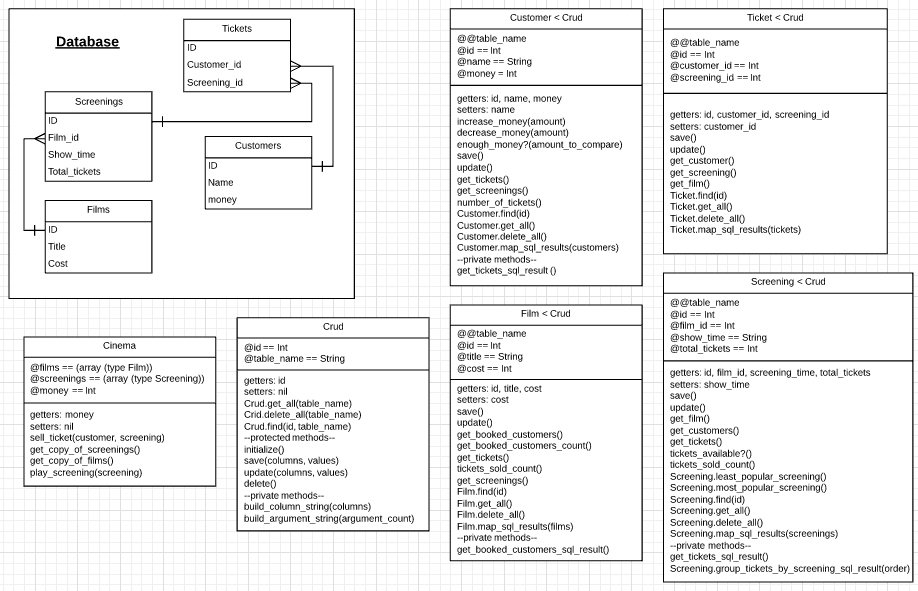 Database
Tickets
ID
Customer_id
Screening_id
Screenings
ID
Film_id
Show_time
Total_tickets
Customers
ID
Name
money
Films
ID
Title
Cost
Cinema
@films == (array (type Film))
@screenings == (array (type Screening))
@money == Int
getters: money
setters: nil
sell_ticket(customer, screening)
get_copy_of_screenings()
get_copy_of_films()
play_screening(screening)
Crud
@id == Int
@table_name == String
getters: id
setters: nil
Crud.get_all(table_name)
Crid.delete_all(table_name)
Crud.find(id, table_name)
--protected methods--
initialize()
save(columns, values)
update(columns, values)
delete()
--private methods--
build_column_string(columns)
build_argument_string(argument_count)
Customer < Crud
@@table_name
@id == Int
@name == String
@money = Int
getters: id, name, money
setters: name
increase_money(amount)
decrease_money(amount)
enough_money?(amount_to_compare)
save()
update()
get_tickets()
get_screenings()
number_of_tickets()
Customer.find(id)
Customer.get_all()
Customer.delete_all()
Customer.map_sql_results(customers)
--private methods--
get_tickets_sql_result ()
Film < Crud
@@table_name
@id == Int
@title == String
@cost == Int
getters: id, title, cost
setters: cost
save()
update()
get_booked_customers()
get_booked_customers_count()
get_tickets()
tickets_sold_count()
get_screenings()
Film.find(id)
Film.get_all()
Film.delete_all()
Film.map_sql_results(films)
--private methods--
get_booked_customers_sql_result()
Ticket < Crud
@@table_name
@id == Int
@customer_id == Int
@screening_id == Int
getters: id, customer_id, screening_id
setters: customer_id
save()
update()
get_customer()
get_screening()
get_film()
Ticket.find(id)
Ticket.get_all()
Ticket.delete_all()
Ticket.map_sql_results(tickets)
Screening < Crud
@@table_name
@id == Int
@film_id == Int
@show_time == String
@total_tickets == Int
getters: id, film_id, screening_time, total_tickets
setters: show_time
save()
update()
get_film()
get_customers()
get_tickets()
tickets_available?()
tickets_sold_count()
Screening.least_popular_screening()
Screening.most_popular_screening()
Screening.find(id)
Screening.get_all()
Screening.delete_all()
Screening.map_sql_results(screenings)
--private methods--
get_tickets_sql_result()
Screening.group_tickets_by_screening_sql_result(order)